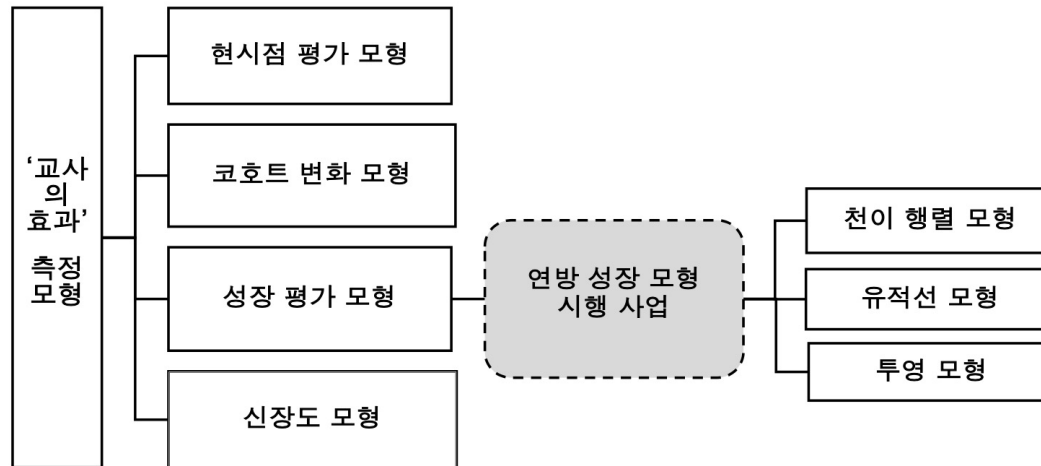 ‘교사
의
효과’
측정
모형
현시점 평가 모형
코호트 변화 모형
성장 평가 모형
신장도 모형
연방 성장 모형
시행 사업
천이 행렬 모형
유적선 모형
투영 모형